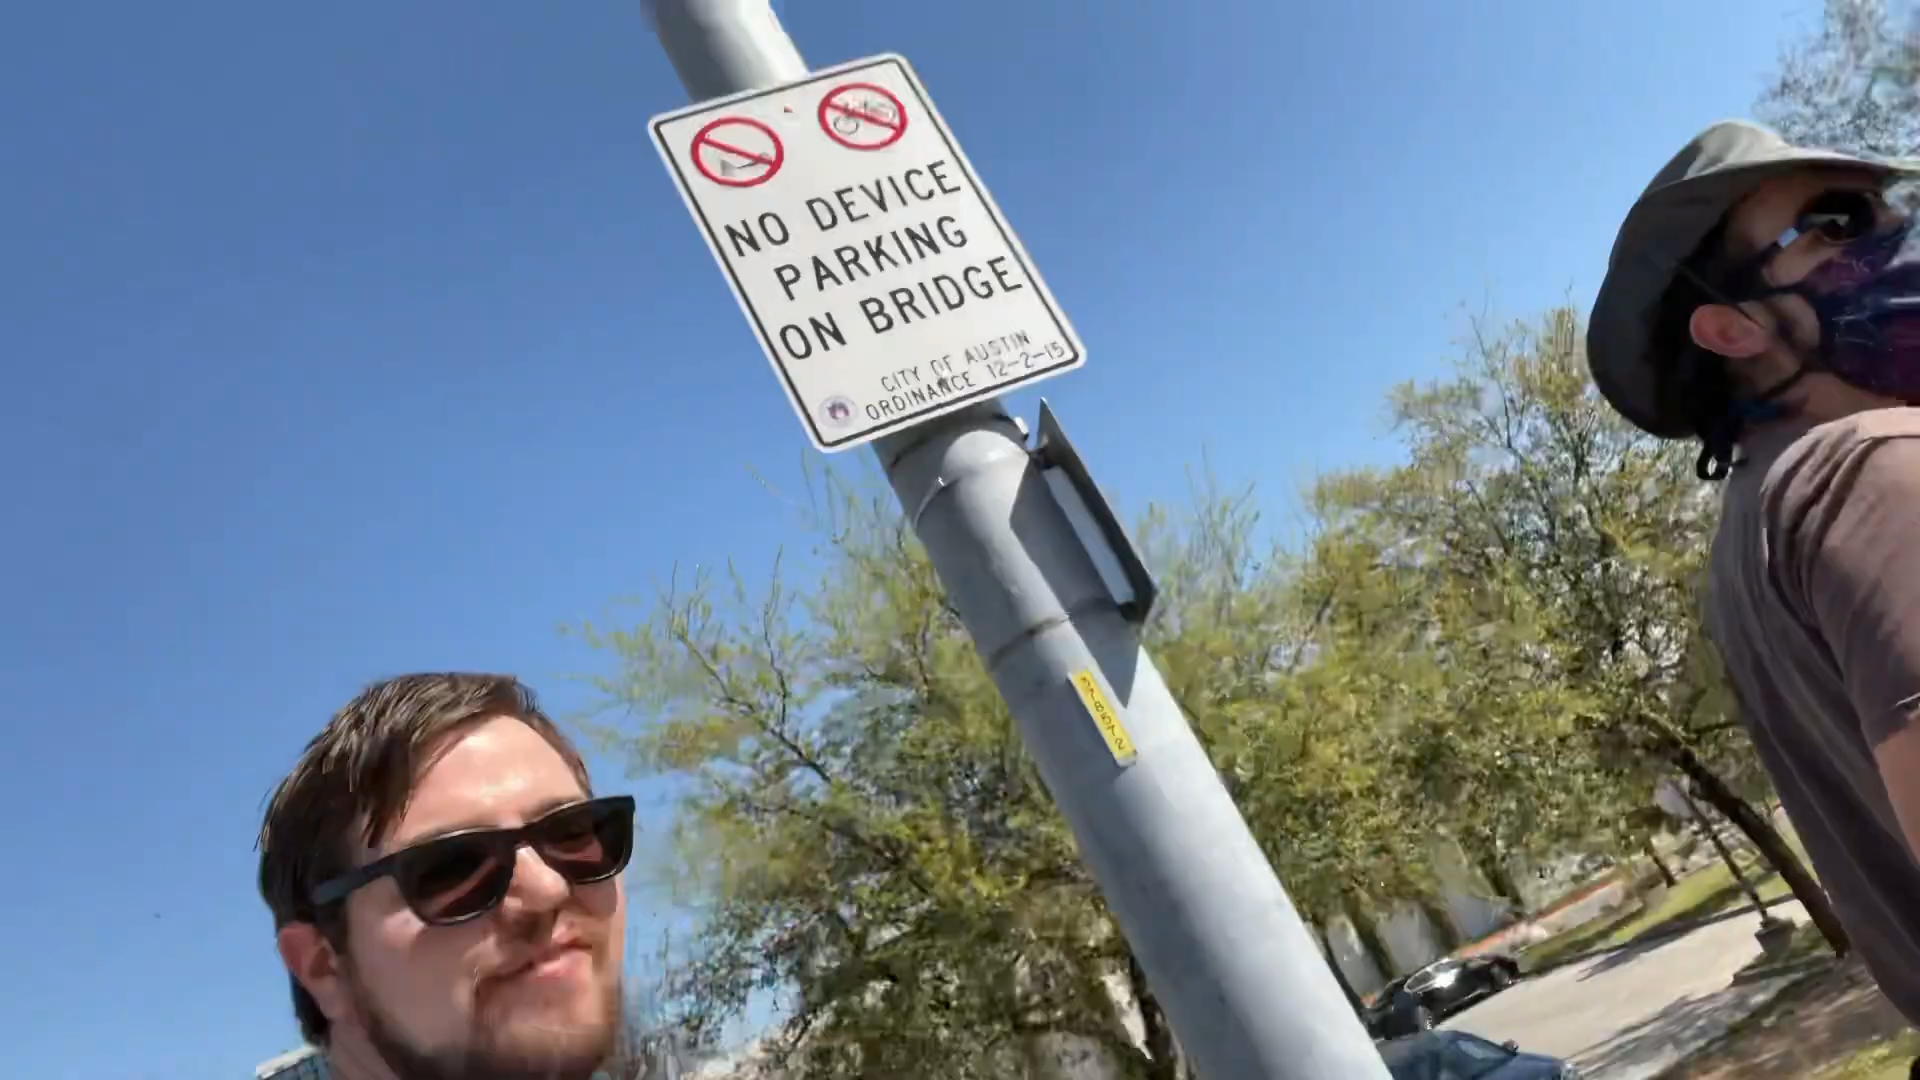 NO DEVICE
PARKING
ON BRIDGE
CITY OF AUSTIN
ORDINANCE 12-2-15